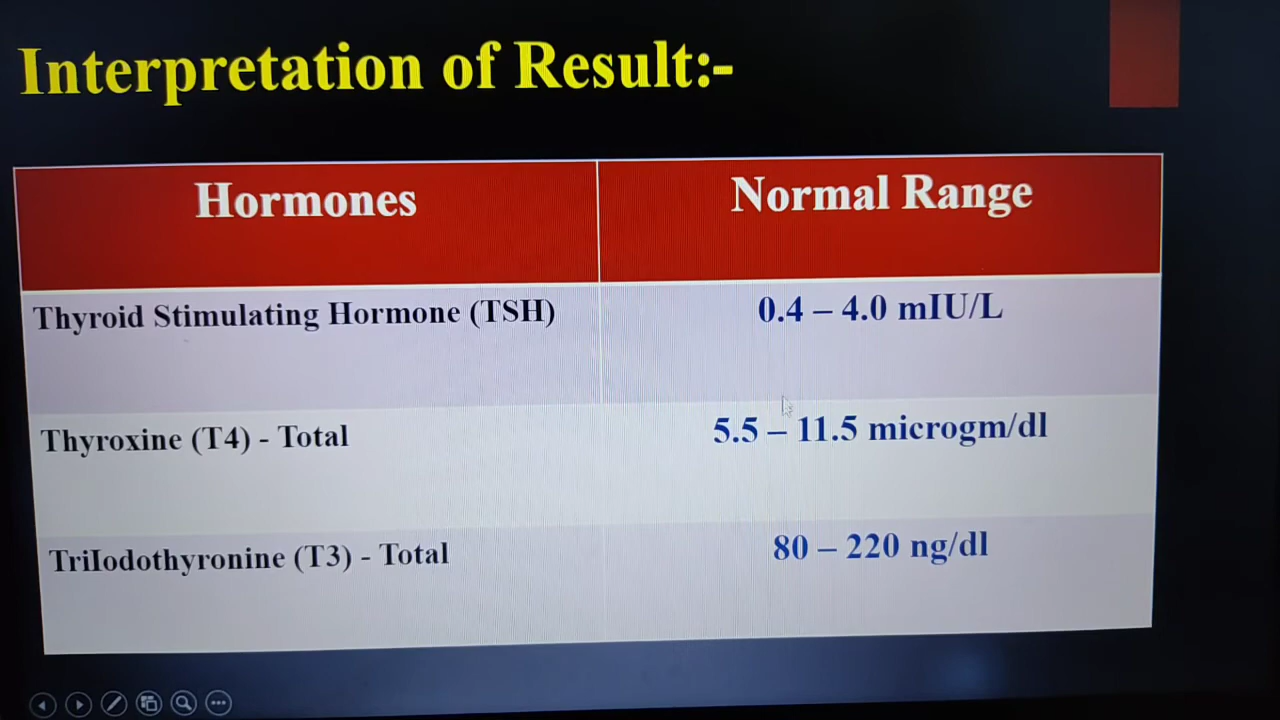 Interpretation of Result:-
Hormones
Normal Range
Thyroid Stimulating Hormone (TSH)
0.4 – 4.0 mIU/L
Thyroxine (T4) - Total
5.5 – 11.5 microgm/dl
TriIodothyronine (T3) - Total
80 – 220 ng/dl